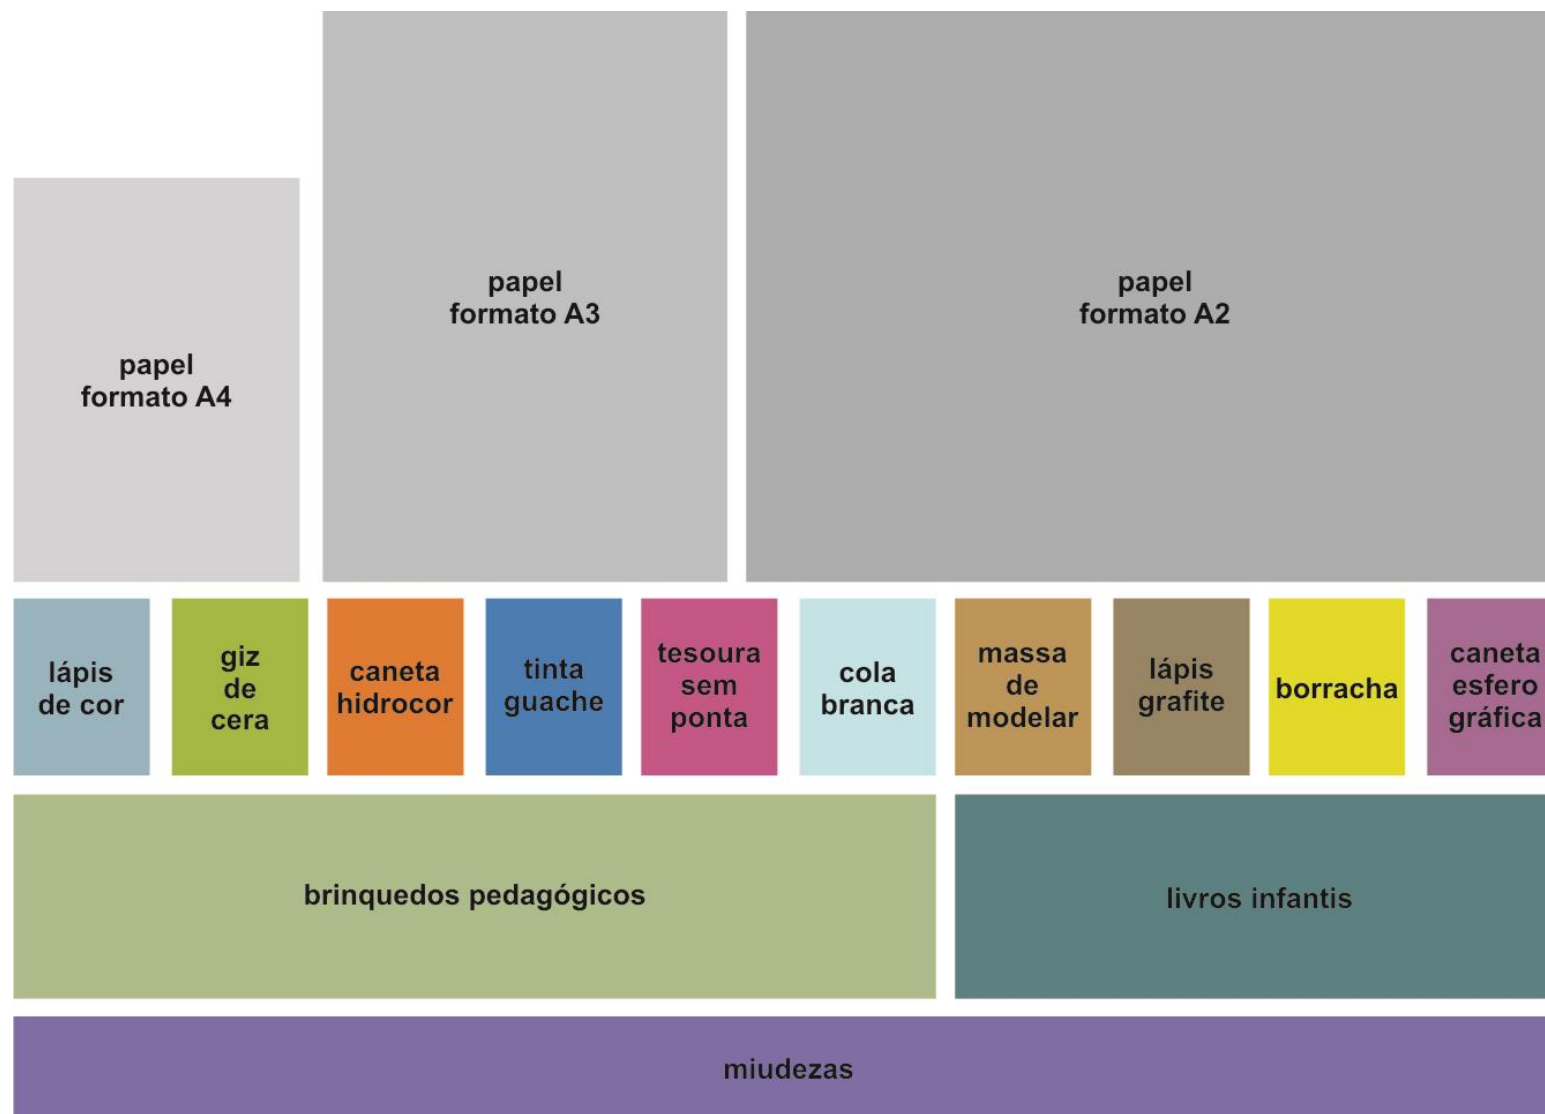 papel
formato A4
papel
formato A3
papel
formato A2
lápis
de cor
giz
de
cera
caneta
hidrocor
tinta
guache
tesoura
sem
ponta
cola
branca
massa
de
modelar
lápis
grafite
borracha
caneta
esfero
gráfica
brinquedos pedagógicos
livros infantis
miudezas